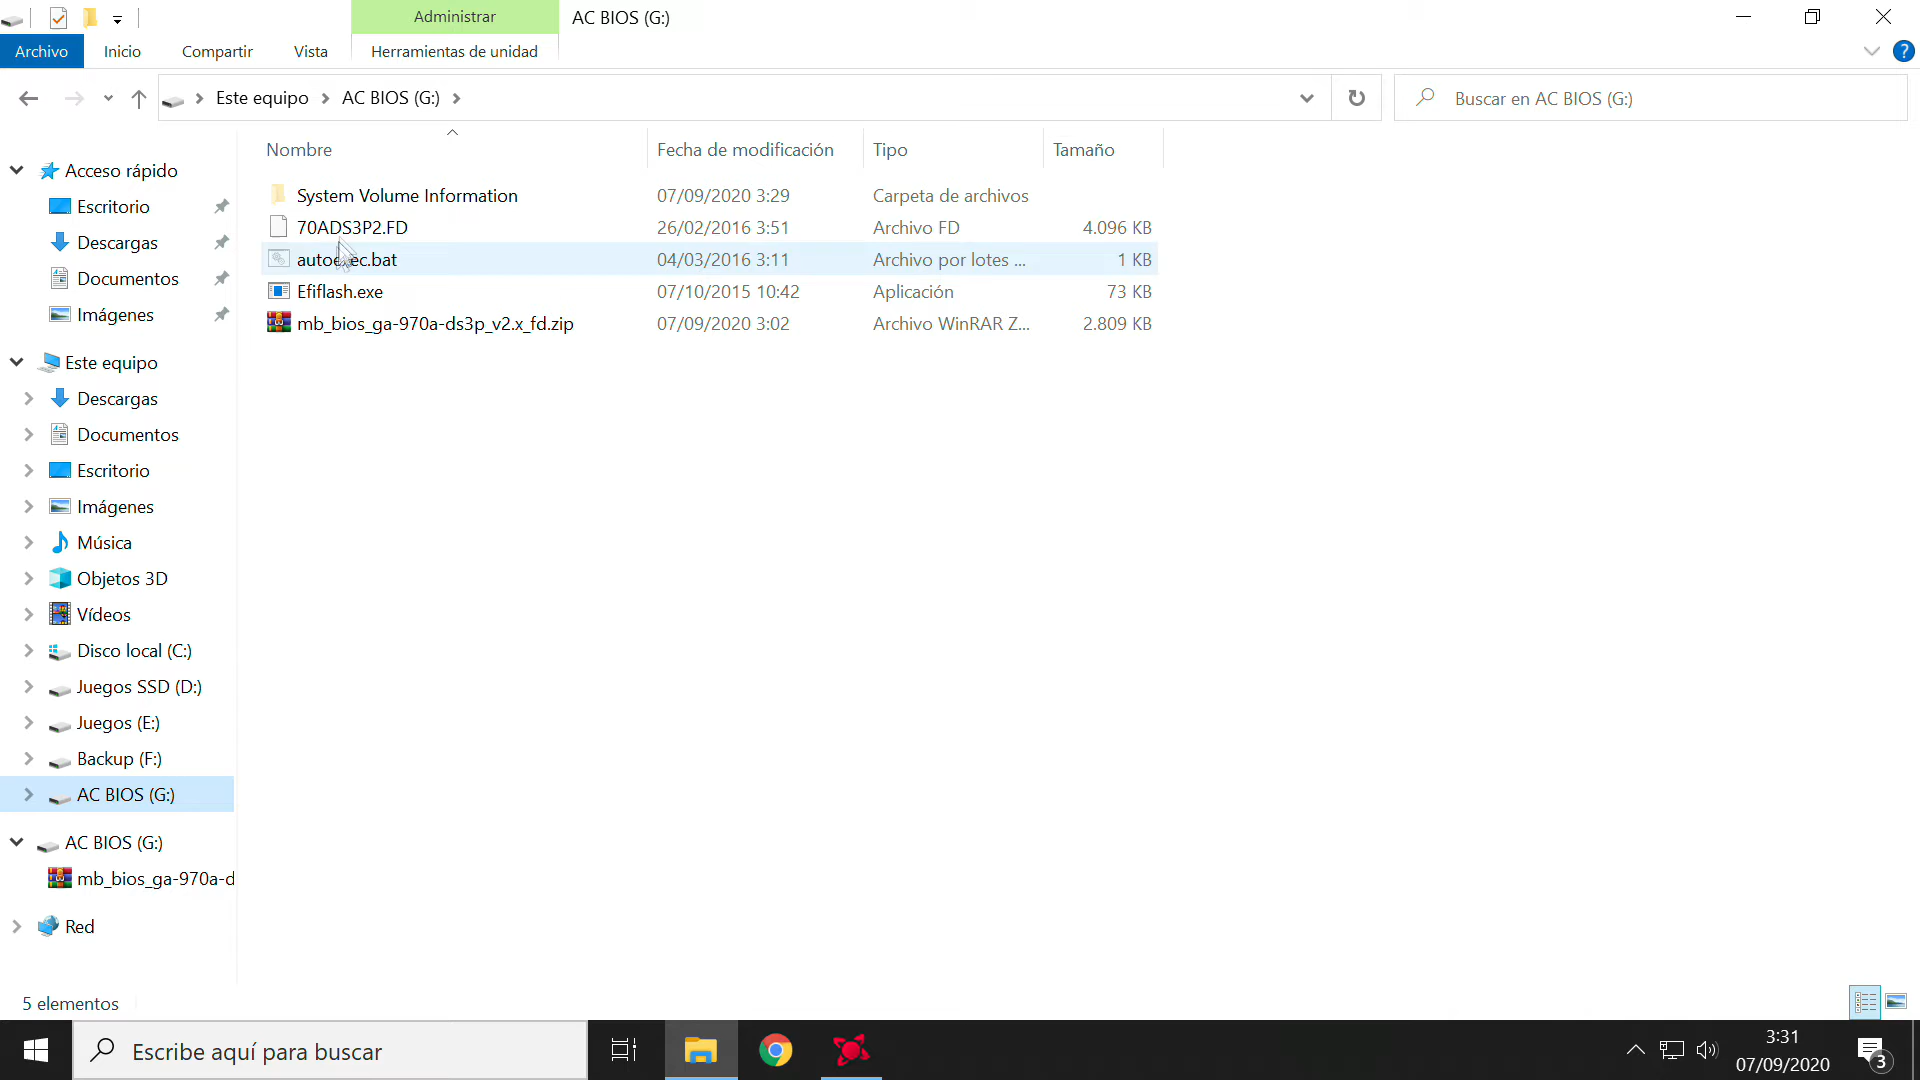 Administrar
AC BIOS (G:)
Archivo
Inicio
Compartir
Vista
Herramientas de unidad
?
Este equipo
AC BIOS (G:)
Buscar en AC BIOS (G:)
Nombre
Fecha de modificación
Tipo
Tamaño
System Volume Information
07/09/2020 3:29
Carpeta de archivos
70ADS3P2.FD
26/02/2016 3:51
Archivo FD
4.096 KB
autoexec.bat
04/03/2016 3:11
Archivo por lotes ...
1 KB
Efiflash.exe
07/10/2015 10:42
Aplicación
73 KB
mb_bios_ga-970a-ds3p_v2.x_fd.zip
07/09/2020 3:02
Archivo WinRAR Z...
2.809 KB
Acceso rápido
Escritorio
Descargas
Documentos
Imágenes
Este equipo
Descargas
Documentos
Escritorio
Imágenes
Música
Objetos 3D
Vídeos
Disco local (C:)
Juegos SSD (D:)
Juegos (E:)
Backup (F:)
AC BIOS (G:)
AC BIOS (G:)
mb_bios_ga-970a-d
Red
5 elementos
Escribe aquí para buscar
3:31
07/09/2020
3